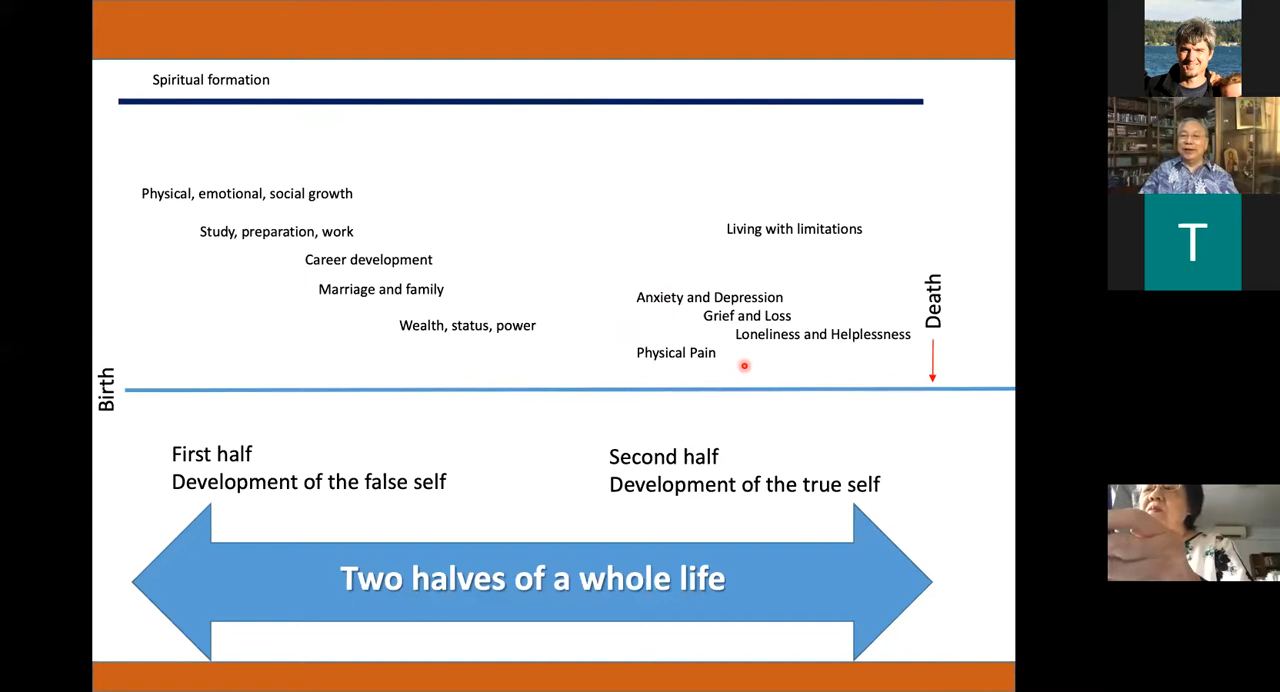 Spiritual formation
Physical, emotional, social growth
Study, preparation, work
Career development
Marriage and family
Wealth, status, power
Living with limitations
Anxiety and Depression
Grief and Loss
Loneliness and Helplessness
Physical Pain
Birth
Death
First half
Development of the false self
Second half
Development of the true self
Two halves of a whole life
T